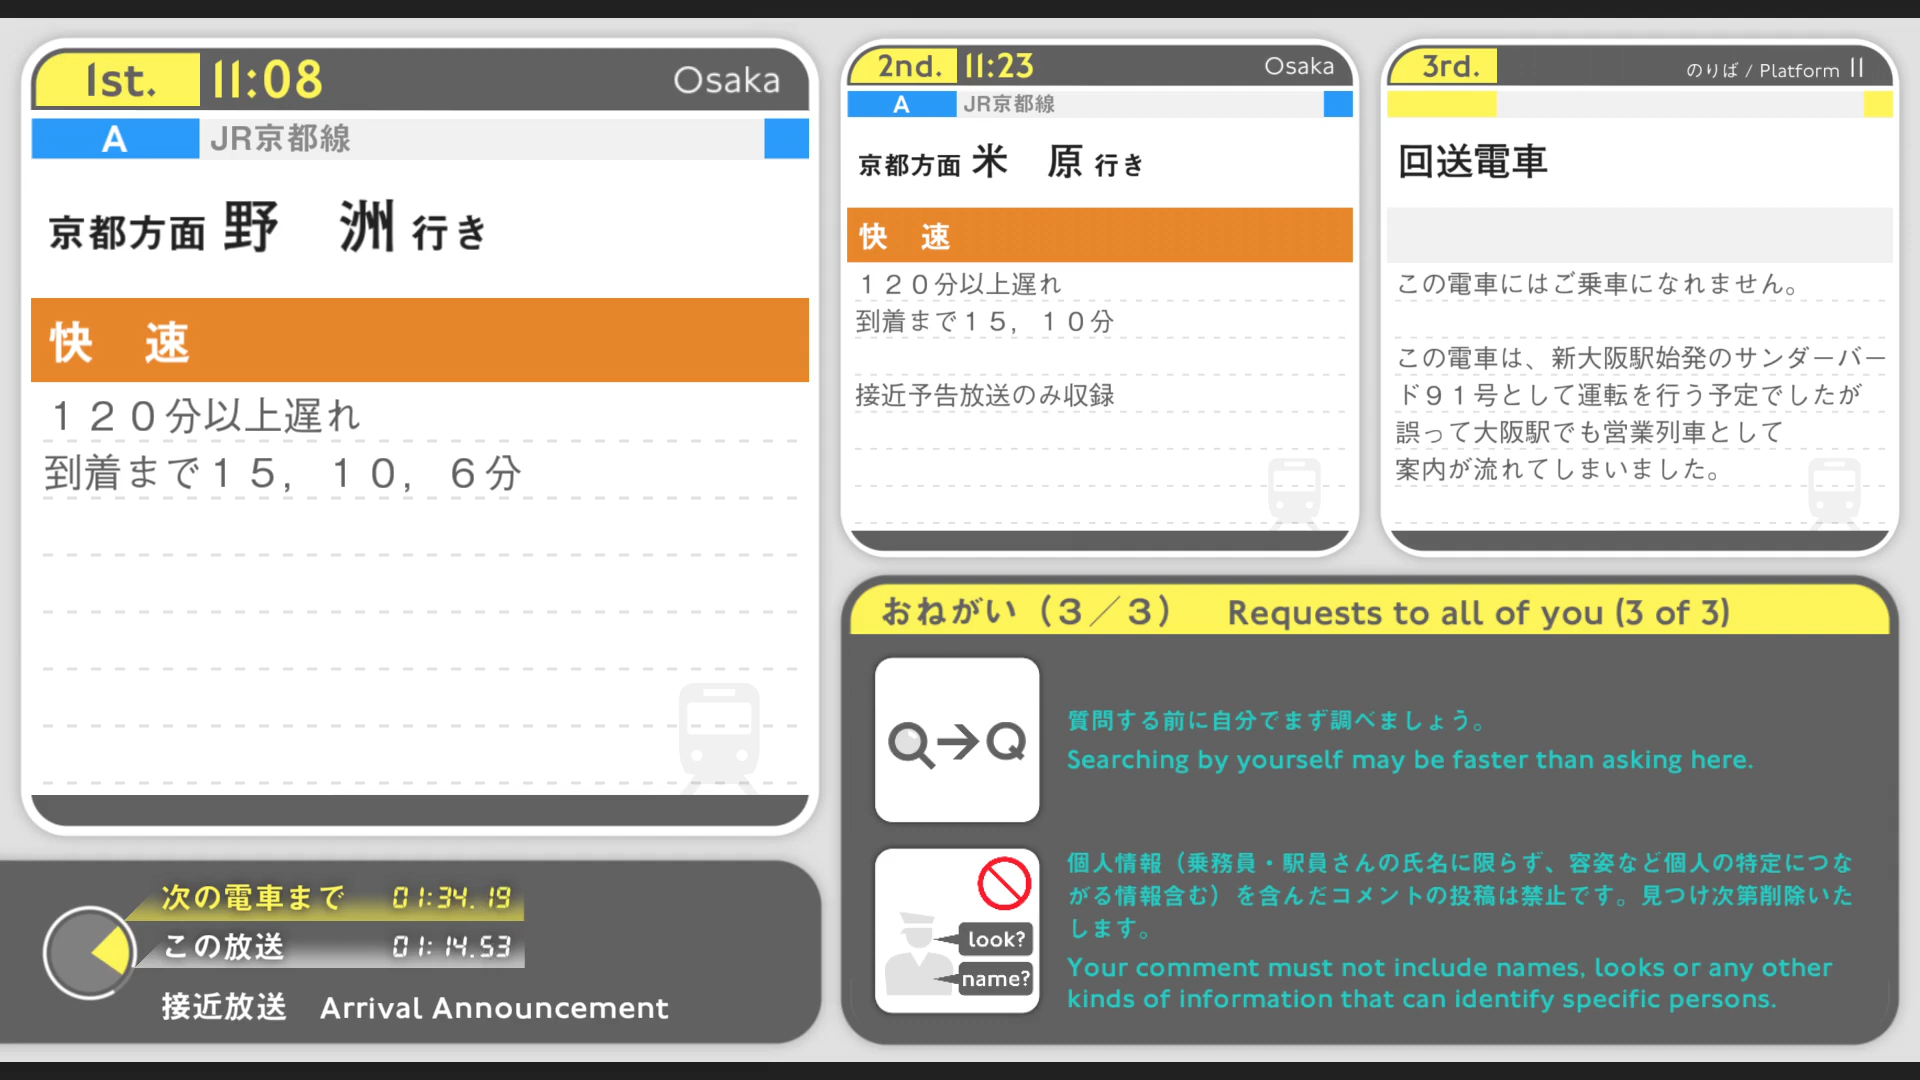 1st. 11:08 Osaka
A JR京都線
京都方面 野　洲 行き
快　速
１２０分以上遅れ
到着まで１５，１０，６分
2nd. 11:23 Osaka
A JR京都線
京都方面 米　原 行き
快　速
１２０分以上遅れ
到着まで１５，１０分
接近予告放送のみ収録
3rd. のりば / Platform 11
回送電車
この電車にはご乗車になれません。
この電車は、新大阪駅始発のサンダーバー
ド９１号として運転を行う予定でしたが
誤って大阪駅でも営業列車として
案内が流れてしまいました。
次の電車まで 01:34.19
この放送 01:14.53
接近放送　Arrival Announcement
おねがい（３／３）　Requests to all of you (3 of 3)
Q
質問する前に自分でまず調べましょう。
Searching by yourself may be faster than asking here.
look?
name?
個人情報（乗務員・駅員さんの氏名に限らず、容姿など個人の特定につな
がる情報含む）を含んだコメントの投稿は禁止です。見つけ次第削除いた
します。
Your comment must not include names, looks or any other
kinds of information that can identify specific persons.